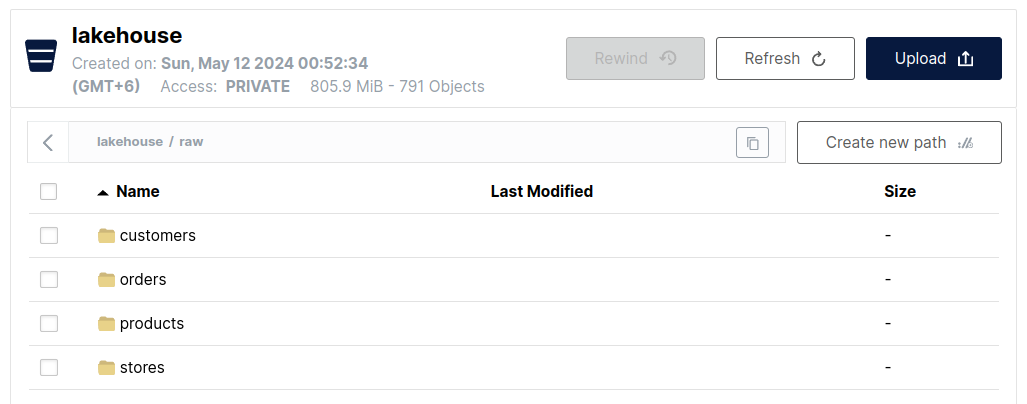 lakehouse
Created on: Sun, May 12 2024 00:52:34
(GMT+6) Access: PRIVATE 805.9 MiB - 791 Objects
Rewind
Refresh
Upload
lakehouse / raw
Create new path
Name Last Modified Size
customers -
orders -
products -
stores -